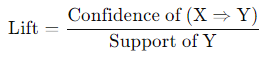 Lift = Confidence of (X ⇒ Y) / Support of Y